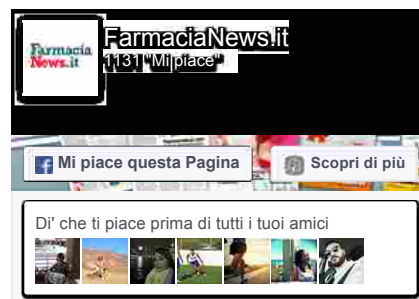 Farmacia
News.it
FarmaciaNews.it
1131 "Mi piace"
Mi piace questa Pagina
Scopri di più
Di' che ti piace prima di tutti i tuoi amici